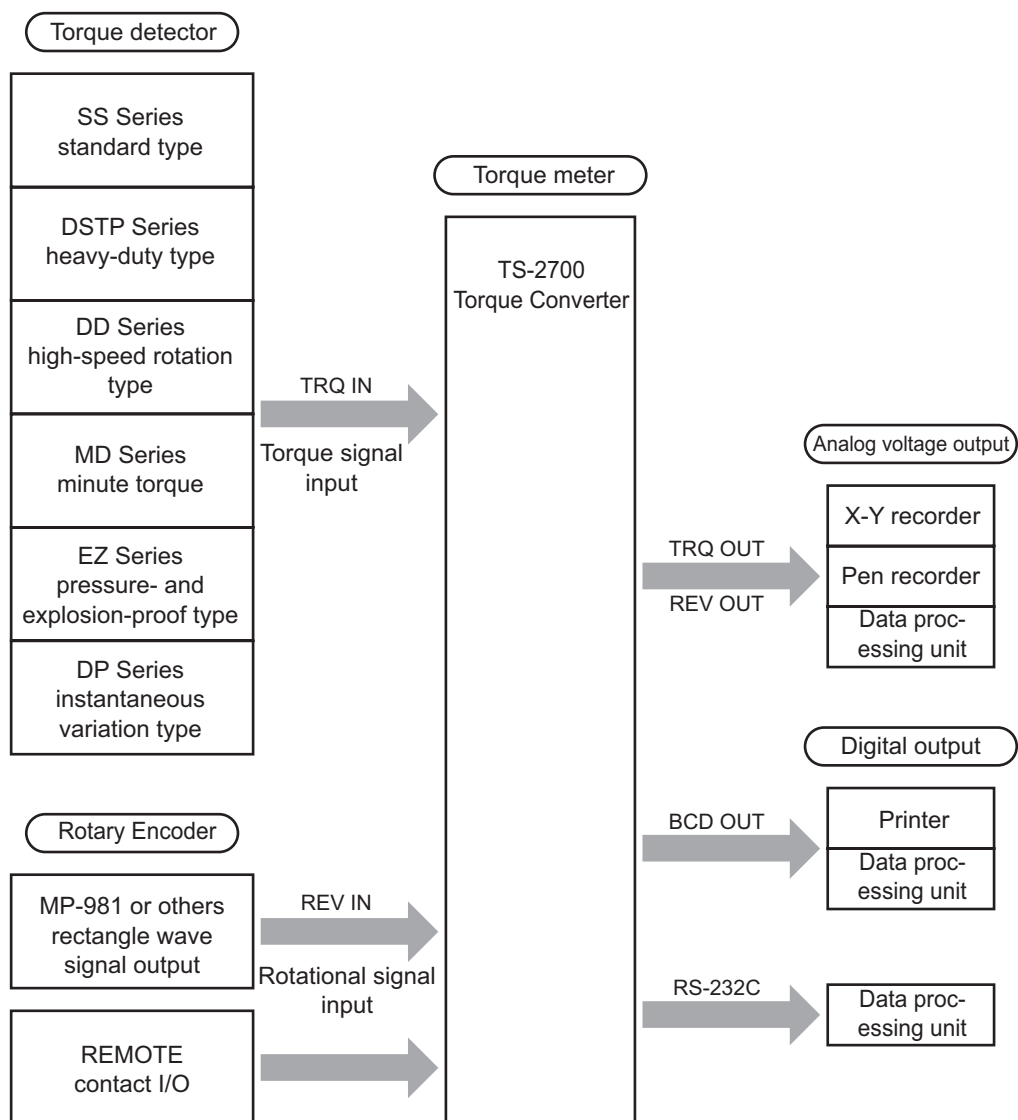 Torque detector
SS Series
standard type
DSTP Series
heavy-duty type
DD Series
high-speed rotation
type
MD Series
minute torque
EZ Series
pressure- and
explosion-proof type
DP Series
instantaneous
variation type
TRQ IN
Torque signal
input
Rotary Encoder
MP-981 or others
rectangle wave
signal output
REV IN
Rotational signal
input
REMOTE
contact I/O
Torque meter
TS-2700
Torque Converter
TRQ OUT
REV OUT
Analog voltage output
X-Y recorder
Pen recorder
Data proc-
essing unit
BCD OUT
Digital output
Printer
Data proc-
essing unit
RS-232C
Data proc-
essing unit